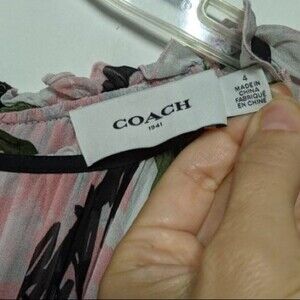 COACH
1941
4
MADE IN
CHINA
FABRIQUÉ
EN CHINE